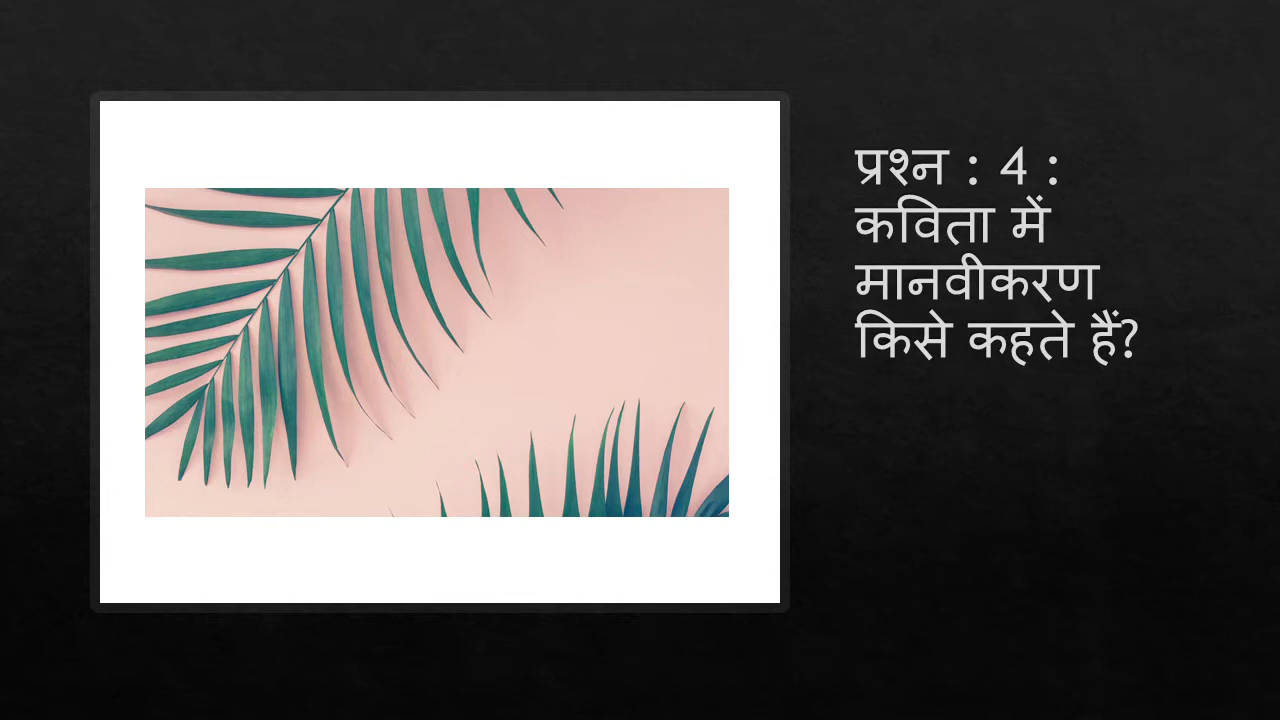 प्रश्न : 4 :
कविता में
मानवीकरण
किसे कहते हैं?